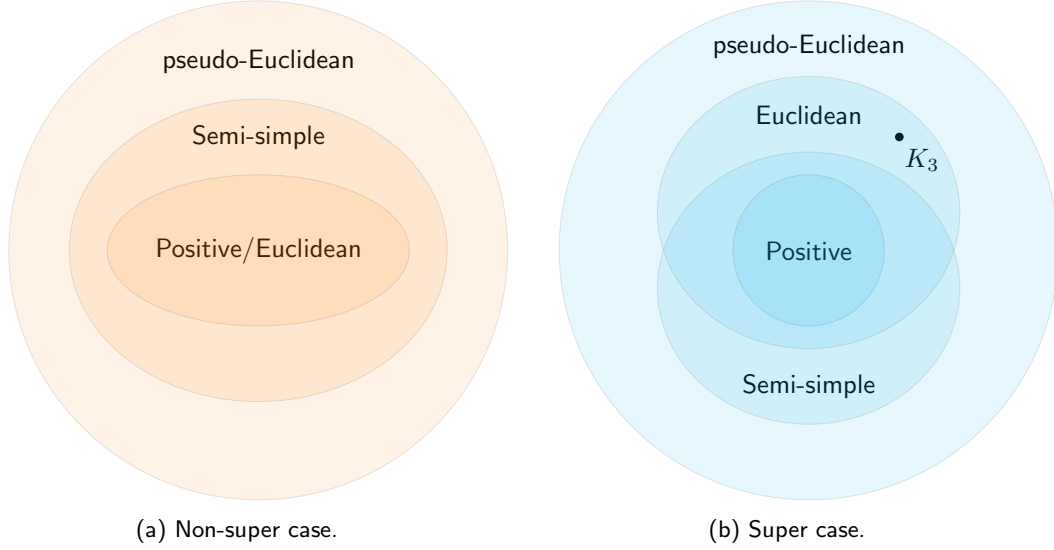 pseudo-Euclidean
Semi-simple
Positive/Euclidean
(a) Non-super case.
pseudo-Euclidean
Euclidean
K₃
Positive
Semi-simple
(b) Super case.